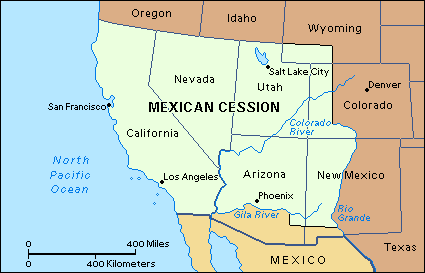 Oregon
Idaho
Wyoming
Salt Lake City
Nevada
Utah
Denver
San Francisco
MEXICAN CESSION
Colorado
California
Colorado
River
North
Pacific
Ocean
Los Angeles
Arizona
New Mexico
Phoenix
Gila River
Rio
Grande
0
400 Miles
0
400 Kilometers
MEXICO
Texas